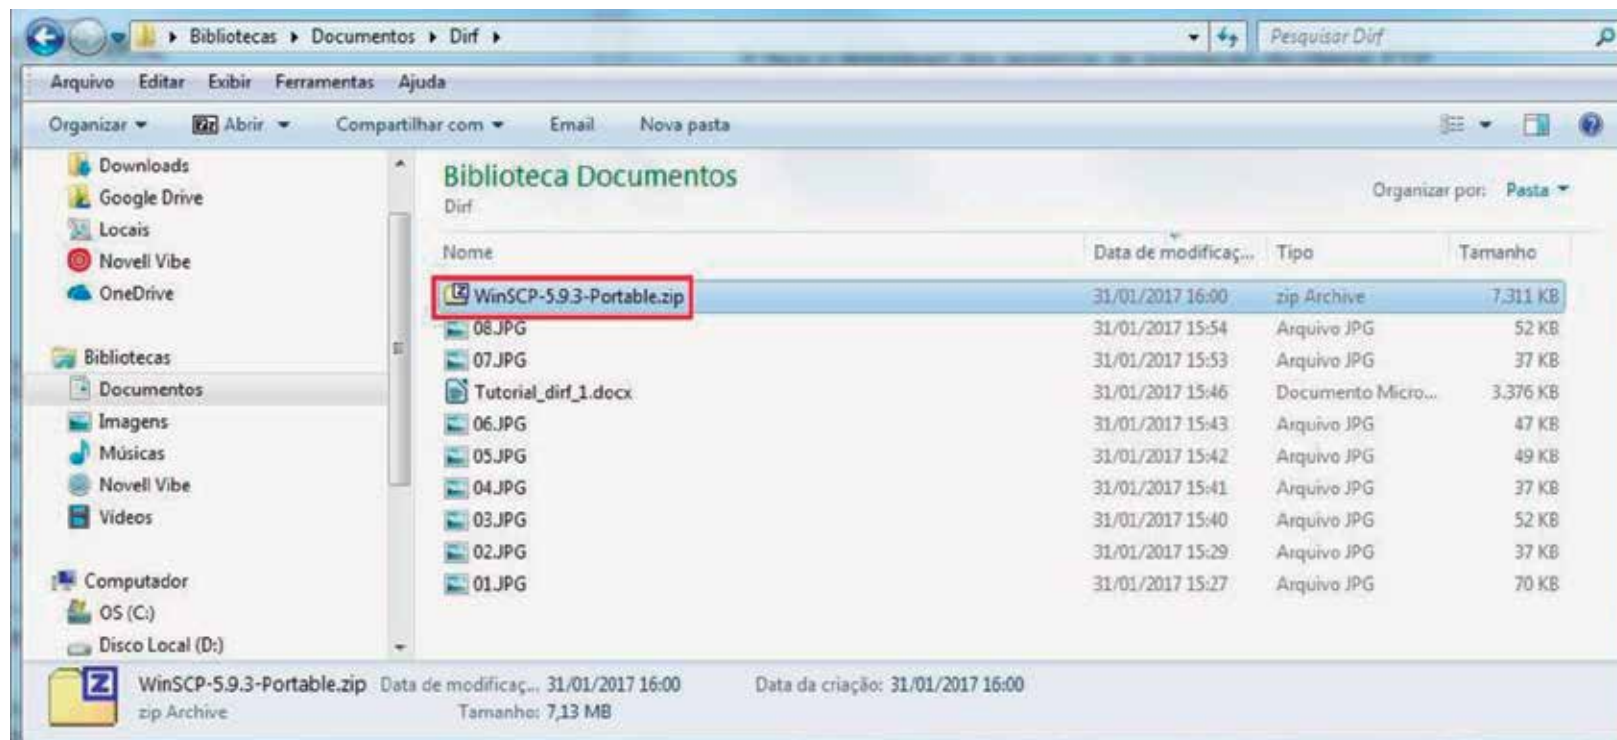 Bibliotecas Documentos Dirf
Pesquisar Dirf
Arquivo Editar Exibir Ferramentas Ajuda
Organizar Abrir Compartilhar com Email Nova pasta
Downloads
Google Drive
Locais
Novell Vibe
OneDrive
Bibliotecas
Documentos
Imagens
Músicas
Novell Vibe
Vídeos
Computador
OS (C:)
Disco Local (D:)
Biblioteca Documentos
Dirf
Organizar por: Pasta
Nome Data de modificaç... Tipo Tamanho
WinSCP-5.9.3-Portable.zip 31/01/2017 16:00 zip Archive 7.311 KB
08.JPG 31/01/2017 15:54 Arquivo JPG 52 KB
07.JPG 31/01/2017 15:53 Arquivo JPG 37 KB
Tutorial_dirf_1.docx 31/01/2017 15:46 Documento Micro... 3.376 KB
06.JPG 31/01/2017 15:43 Arquivo JPG 47 KB
05.JPG 31/01/2017 15:42 Arquivo JPG 49 KB
04.JPG 31/01/2017 15:41 Arquivo JPG 37 KB
03.JPG 31/01/2017 15:40 Arquivo JPG 52 KB
02.JPG 31/01/2017 15:29 Arquivo JPG 37 KB
01.JPG 31/01/2017 15:27 Arquivo JPG 70 KB
WinSCP-5.9.3-Portable.zip Data de modificaç... 31/01/2017 16:00 Data da criação: 31/01/2017 16:00
zip Archive Tamanho: 7,13 MB